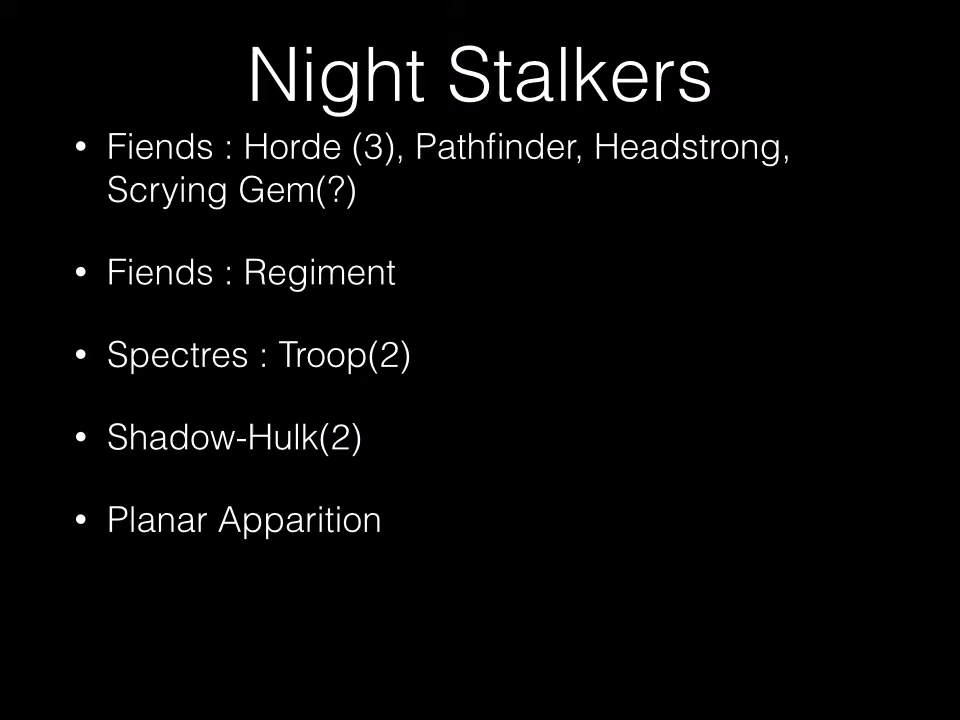 Night Stalkers
• Fiends : Horde (3), Pathfinder, Headstrong,
Scrying Gem(?)
• Fiends : Regiment
• Spectres : Troop(2)
• Shadow-Hulk(2)
• Planar Apparition